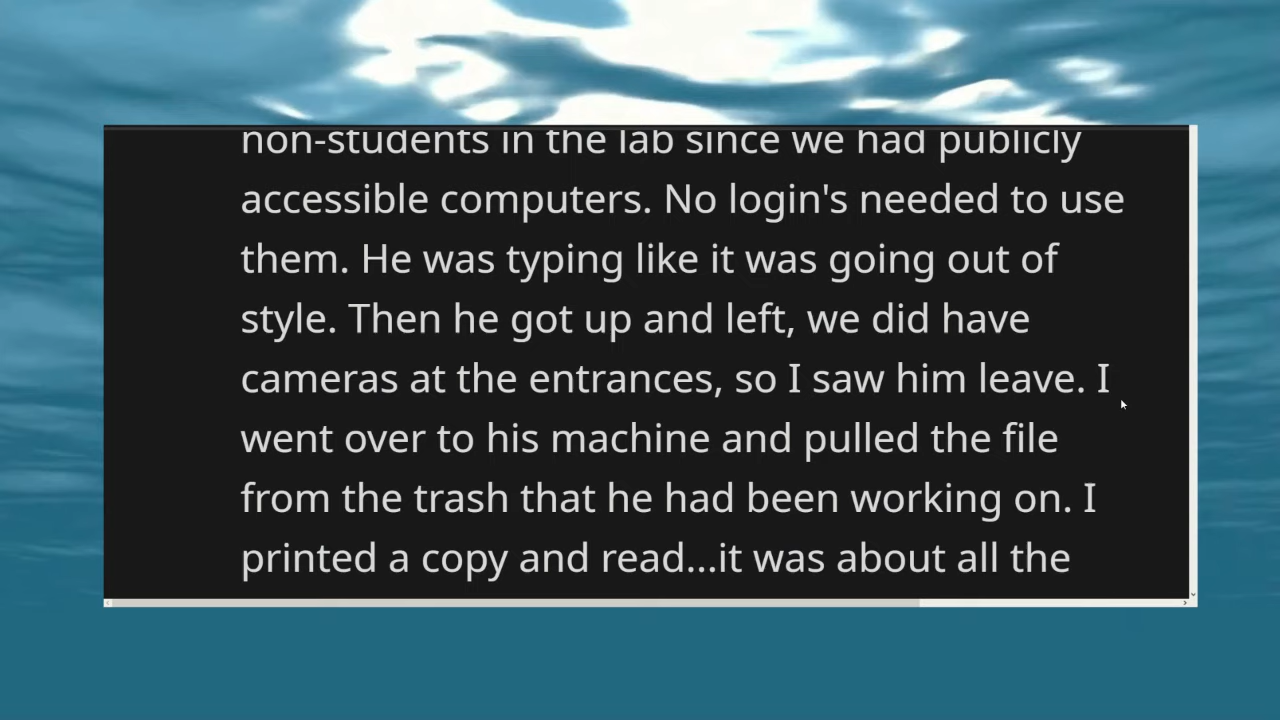 non-students in the lab since we had publicly
accessible computers. No login's needed to use
them. He was typing like it was going out of
style. Then he got up and left, we did have
cameras at the entrances, so I saw him leave. I
went over to his machine and pulled the file
from the trash that he had been working on. I
printed a copy and read...it was about all the